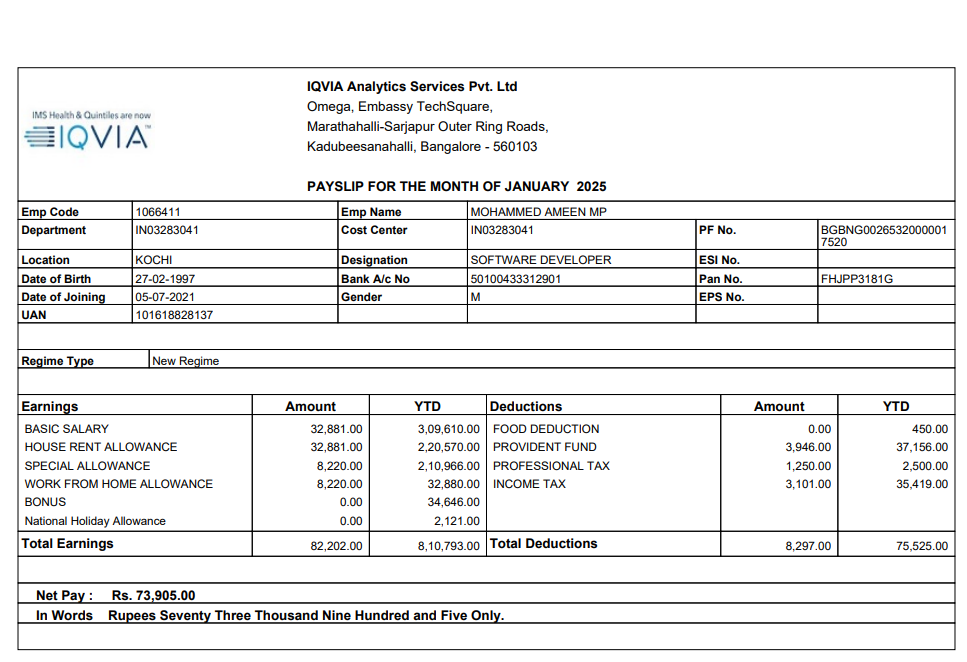 IMS Health & Quintiles are now
IQVIA™
IQVIA Analytics Services Pvt. Ltd
Omega, Embassy TechSquare,
Marathahalli-Sarjapur Outer Ring Roads,
Kadubeesanahalli, Bangalore - 560103
PAYSLIP FOR THE MONTH OF JANUARY 2025
Emp Code 1066411 Emp Name MOHAMMED AMEEN MP
Department IN03283041 Cost Center IN03283041 PF No. BGBNG0026532000001
7520
Location KOCHI Designation SOFTWARE DEVELOPER ESI No.
Date of Birth 27-02-1997 Bank A/c No 50100433312901 Pan No. FHJPP3181G
Date of Joining 05-07-2021 Gender M EPS No.
UAN 101618828137
Regime Type New Regime
Earnings Amount YTD Deductions Amount YTD
BASIC SALARY 32,881.00 3,09,610.00 FOOD DEDUCTION 0.00 450.00
HOUSE RENT ALLOWANCE 32,881.00 2,20,570.00 PROVIDENT FUND 3,946.00 37,156.00
SPECIAL ALLOWANCE 8,220.00 2,10,966.00 PROFESSIONAL TAX 1,250.00 2,500.00
WORK FROM HOME ALLOWANCE 8,220.00 32,880.00 INCOME TAX 3,101.00 35,419.00
BONUS 0.00 34,646.00
National Holiday Allowance 0.00 2,121.00
Total Earnings 82,202.00 8,10,793.00 Total Deductions 8,297.00 75,525.00
Net Pay : Rs. 73,905.00
In Words Rupees Seventy Three Thousand Nine Hundred and Five Only.